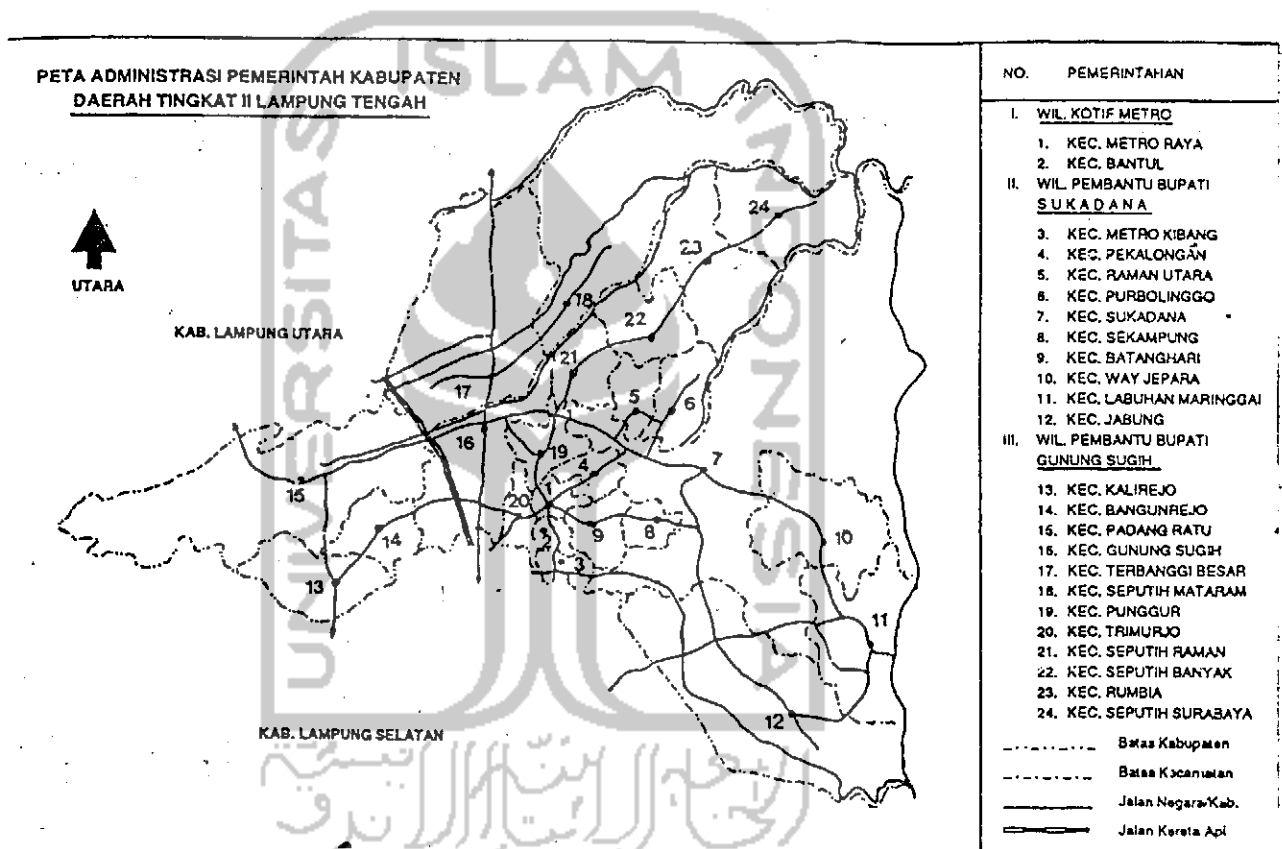 PETA ADMINISTRASI PEMERINTAH KABUPATEN
DAERAH TINGKAT II LAMPUNG TENGAH
UTARA
KAB. LAMPUNG UTARA
KAB. LAMPUNG SELATAN
ISLAM
UNIVERSITAS
INDONESIA
24
23
18
22
21
17
5
6
16
19
4
7
15
20
1
14
9
8
10
2
3
13
11
12
NO. PEMERINTAHAN
I. WIL. KOTIF METRO
1. KEC. METRO RAYA
2. KEC. BANTUL
II. WIL. PEMBANTU BUPATI
SUKADANA
3. KEC. METRO KIBANG
4. KEC. PEKALONGAN
5. KEC. RAMAN UTARA
6. KEC. PURBOLINGGO
7. KEC. SUKADANA
8. KEC. SEKAMPUNG
9. KEC. BATANGHARI
10. KEC. WAY JEPARA
11. KEC. LABUHAN MARINGGAI
12. KEC. JABUNG
III. WIL. PEMBANTU BUPATI
GUNUNG SUGIH
13. KEC. KALIREJO
14. KEC. BANGUNREJO
15. KEC. PADANG RATU
16. KEC. GUNUNG SUGIH
17. KEC. TERBANGGI BESAR
18. KEC. SEPUTIH MATARAM
19. KEC. PUNGGUR
20. KEC. TRIMURJO
21. KEC. SEPUTIH RAMAN
22. KEC. SEPUTIH BANYAK
23. KEC. RUMBIA
24. KEC. SEPUTIH SURABAYA
Batas Kabupaten
Batas Kecamatan
Jalan Negara/Kab.
Jalan Kereta Api